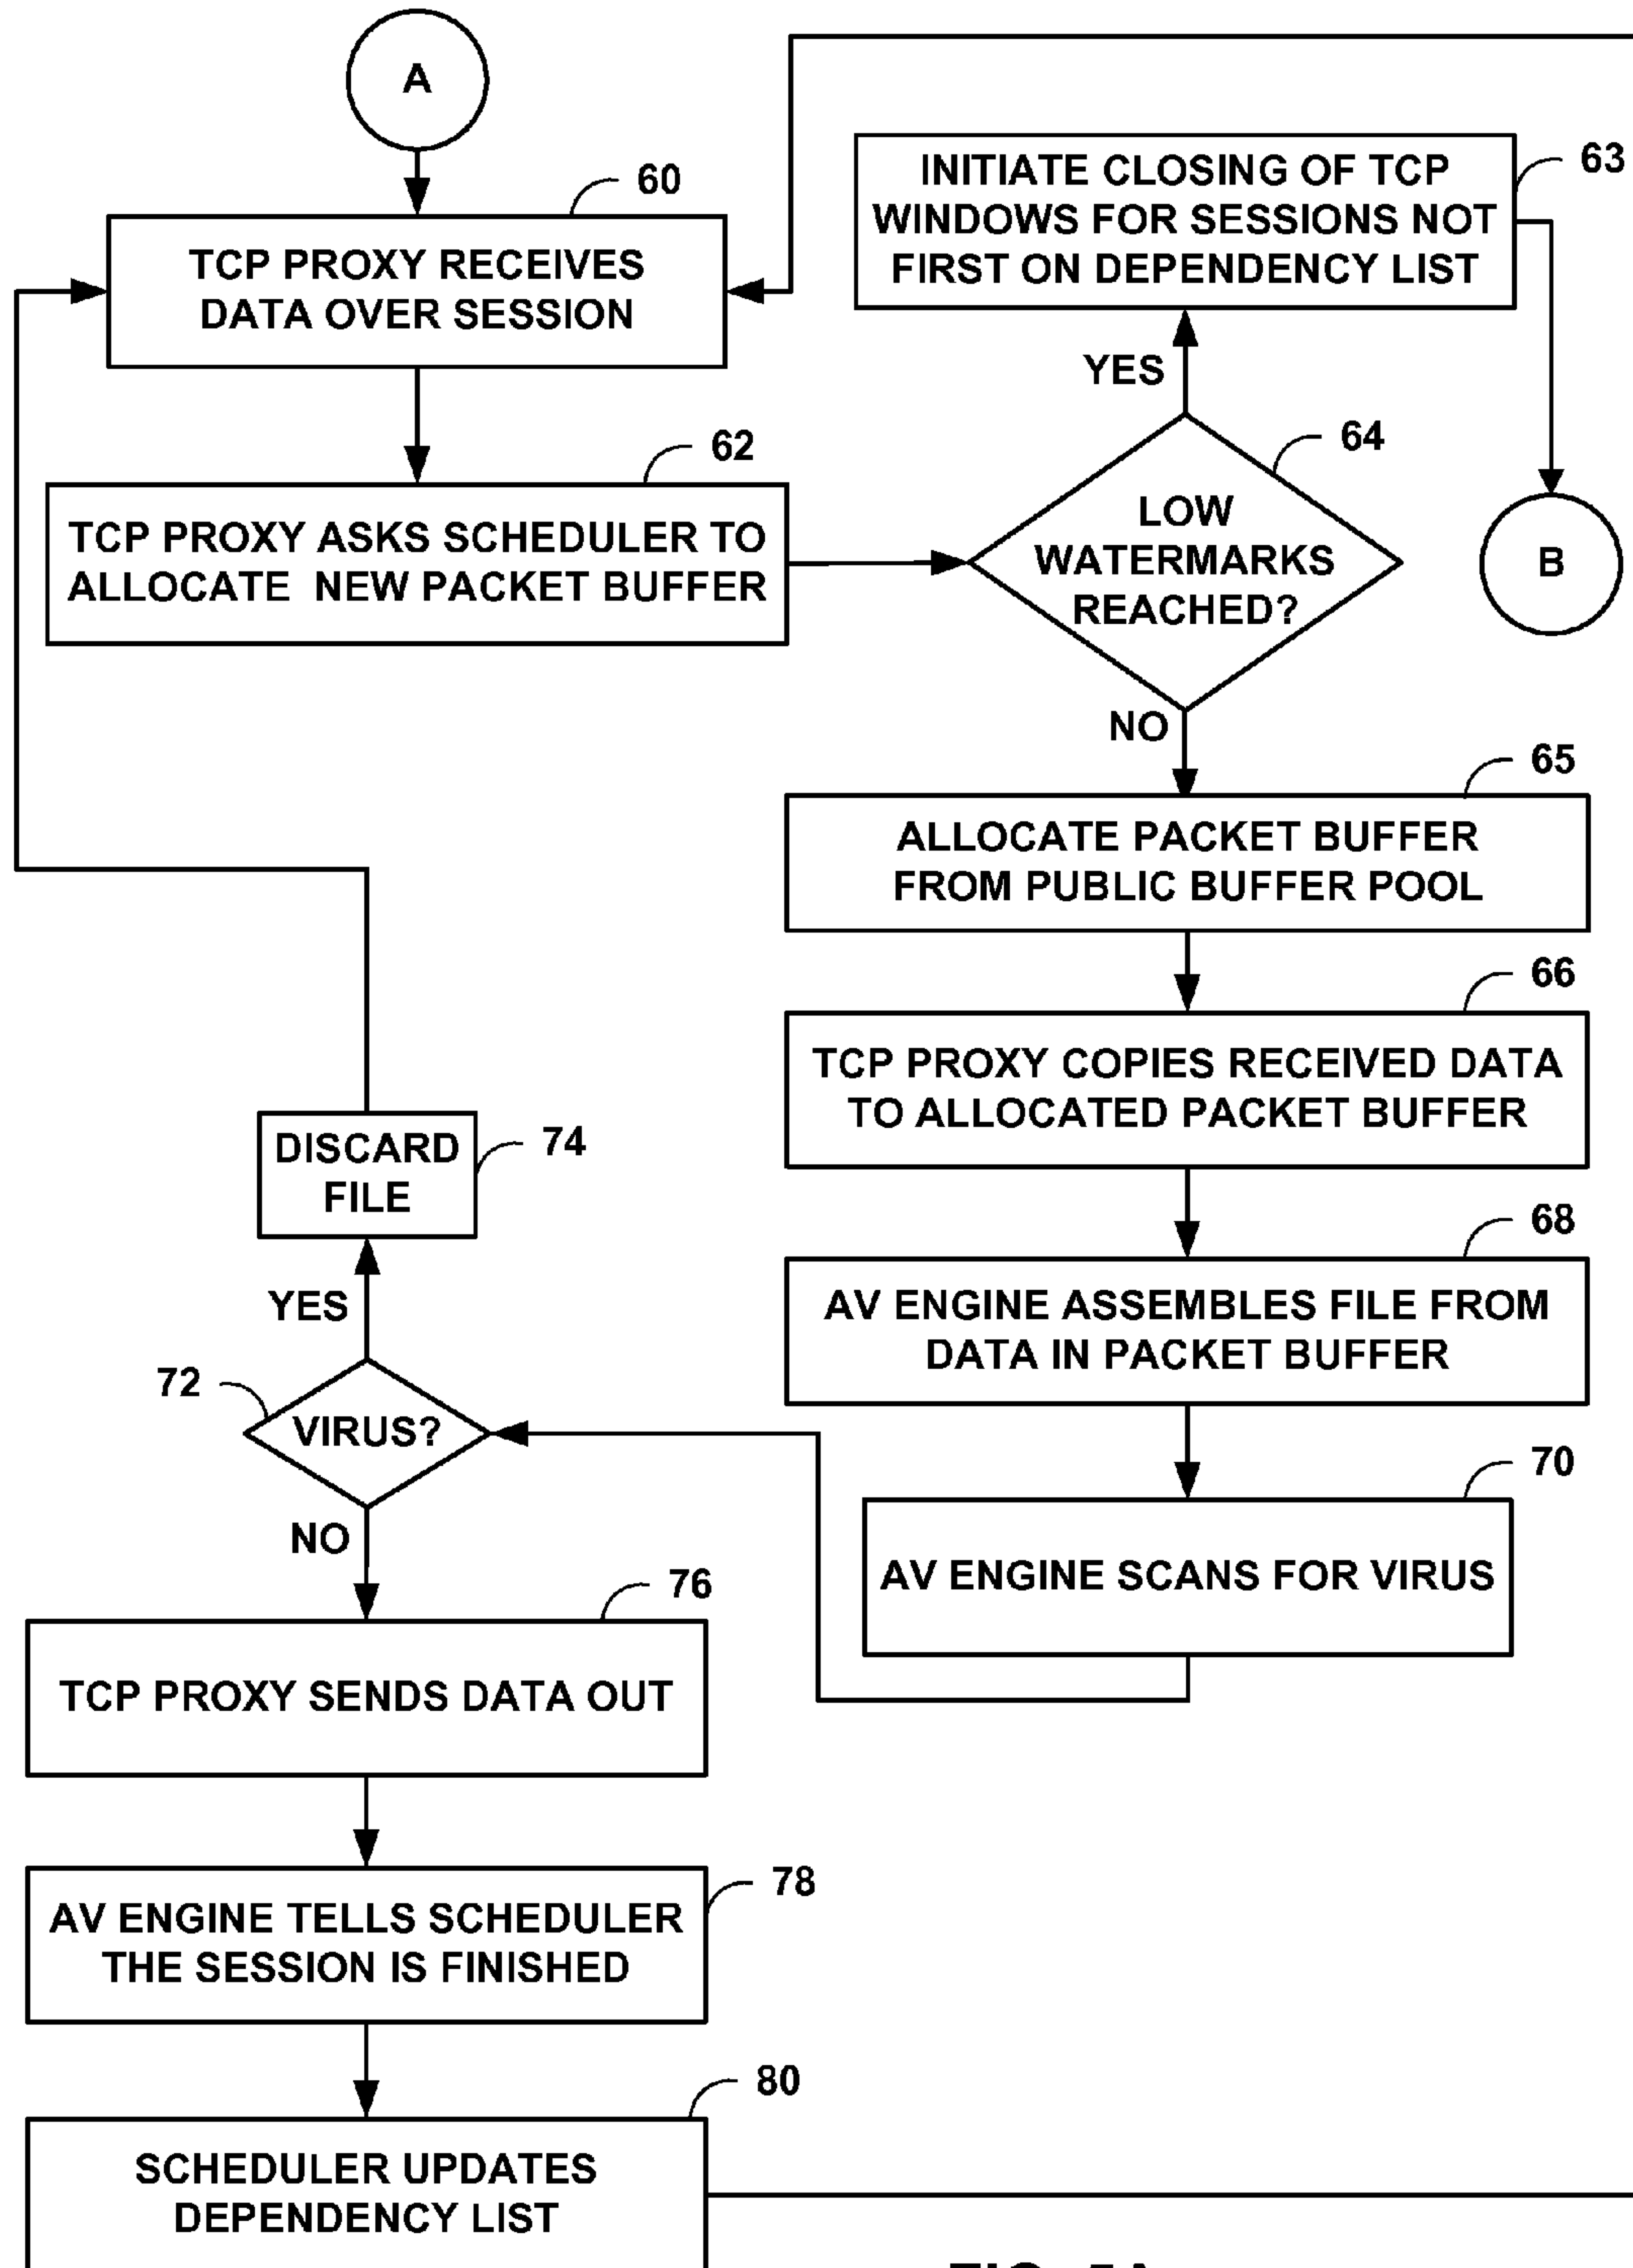 A
60
TCP PROXY RECEIVES
DATA OVER SESSION
62
TCP PROXY ASKS SCHEDULER TO
ALLOCATE NEW PACKET BUFFER
63
INITIATE CLOSING OF TCP
WINDOWS FOR SESSIONS NOT
FIRST ON DEPENDENCY LIST
YES
64
LOW
WATERMARKS
REACHED?
B
NO
65
ALLOCATE PACKET BUFFER
FROM PUBLIC BUFFER POOL
66
TCP PROXY COPIES RECEIVED DATA
TO ALLOCATED PACKET BUFFER
68
AV ENGINE ASSEMBLES FILE FROM
DATA IN PACKET BUFFER
70
AV ENGINE SCANS FOR VIRUS
DISCARD
FILE
74
YES
72
VIRUS?
NO
76
TCP PROXY SENDS DATA OUT
78
AV ENGINE TELLS SCHEDULER
THE SESSION IS FINISHED
80
SCHEDULER UPDATES
DEPENDENCY LIST